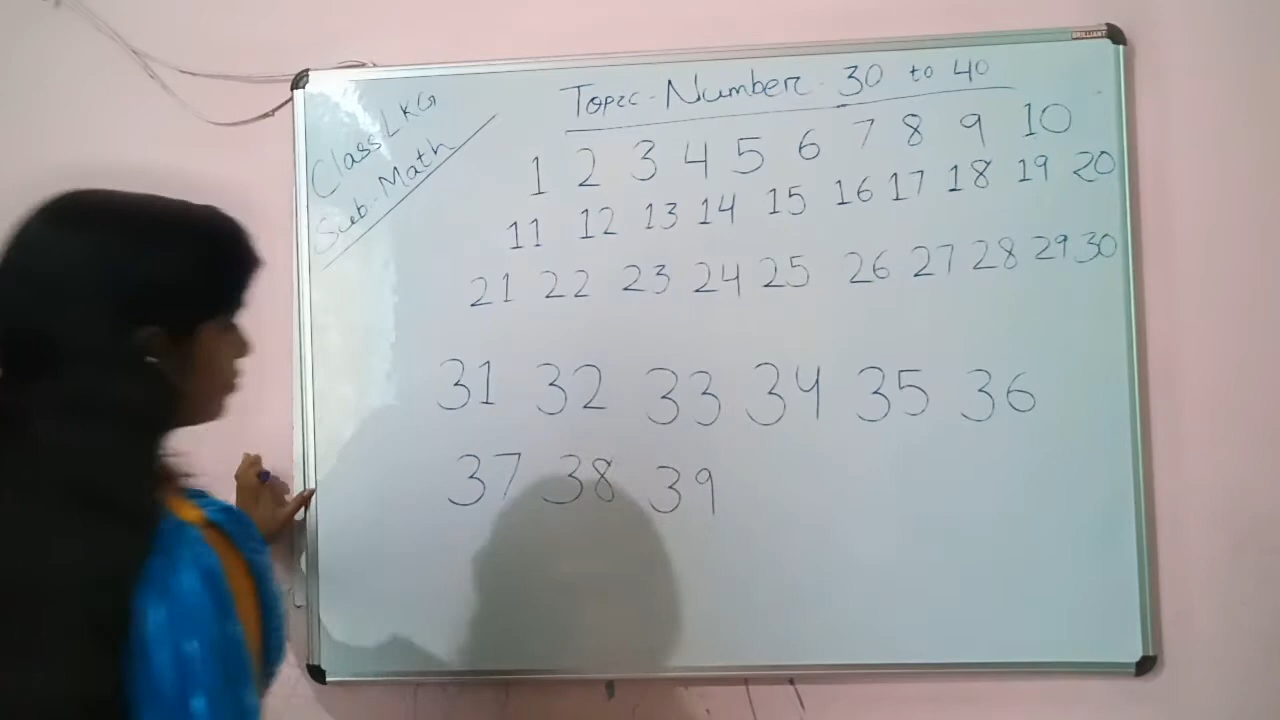 BRILLIANT
Class LKG
Sub-Math
Topic - Number - 30 to 40
1 2 3 4 5 6 7 8 9 10
11 12 13 14 15 16 17 18 19 20
21 22 23 24 25 26 27 28 29 30
31 32 33 34 35 36
37 38 39